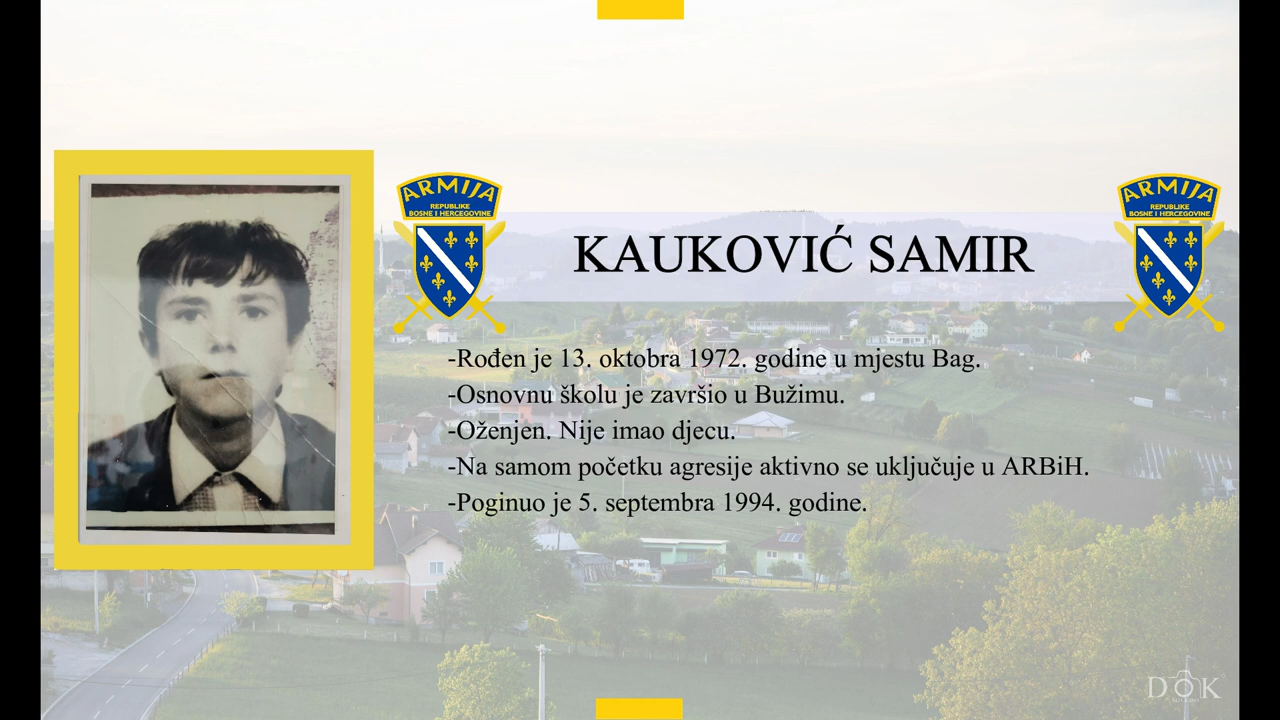 ARMIJA
REPUBLIKE
BOSNE I HERCEGOVINE
KAUKOVIĆ SAMIR
ARMIJA
REPUBLIKE
BOSNE I HERCEGOVINE
-Rođen je 13. oktobra 1972. godine u mjestu Bag.
-Osnovnu školu je završio u Bužimu.
-Oženjen. Nije imao djecu.
-Na samom početku agresije aktivno se uključuje u ARBiH.
-Poginuo je 5. septembra 1994. godine.
DOK